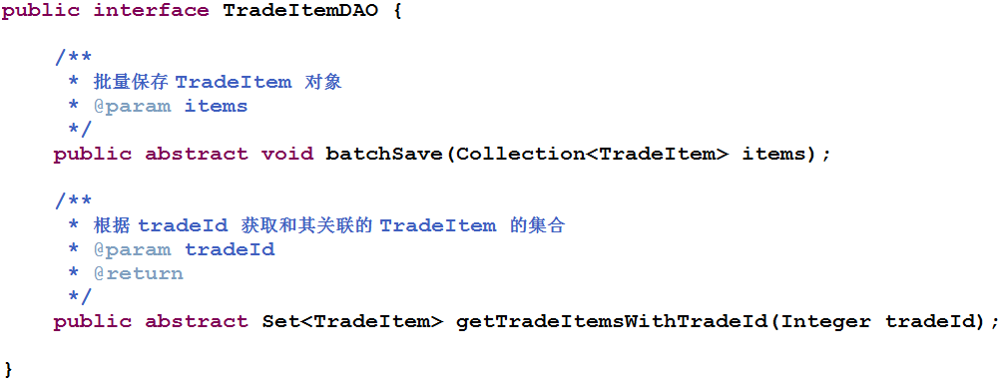 public interface TradeItemDAO {
/**
* 批量保存 TradeItem 对象
* @param items
*/
public abstract void batchSave(Collection<TradeItem> items);
/**
* 根据 tradeId 获取和其关联的 TradeItem 的集合
* @param tradeId
* @return
*/
public abstract Set<TradeItem> getTradeItemsWithTradeId(Integer tradeId);
}